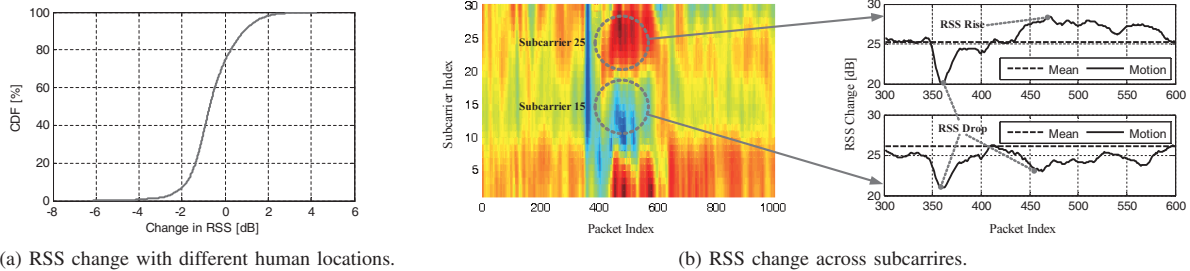 100
80
60
40
20
0
CDF [%]
-8 -6 -4 -2 0 2 4 6
Change in RSS [dB]
(a) RSS change with different human locations.
30
25
20
15
10
5
Subcarrier Index
Subcarrier 25
Subcarrier 15
0 200 400 600 800 1000
Packet Index
RSS Change [dB]
30
25
20
RSS Rise
Mean Motion
300 350 400 450 500 550 600
RSS Drop
30
25
20
Mean Motion
300 350 400 450 500 550 600
Packet Index
(b) RSS change across subcarrires.